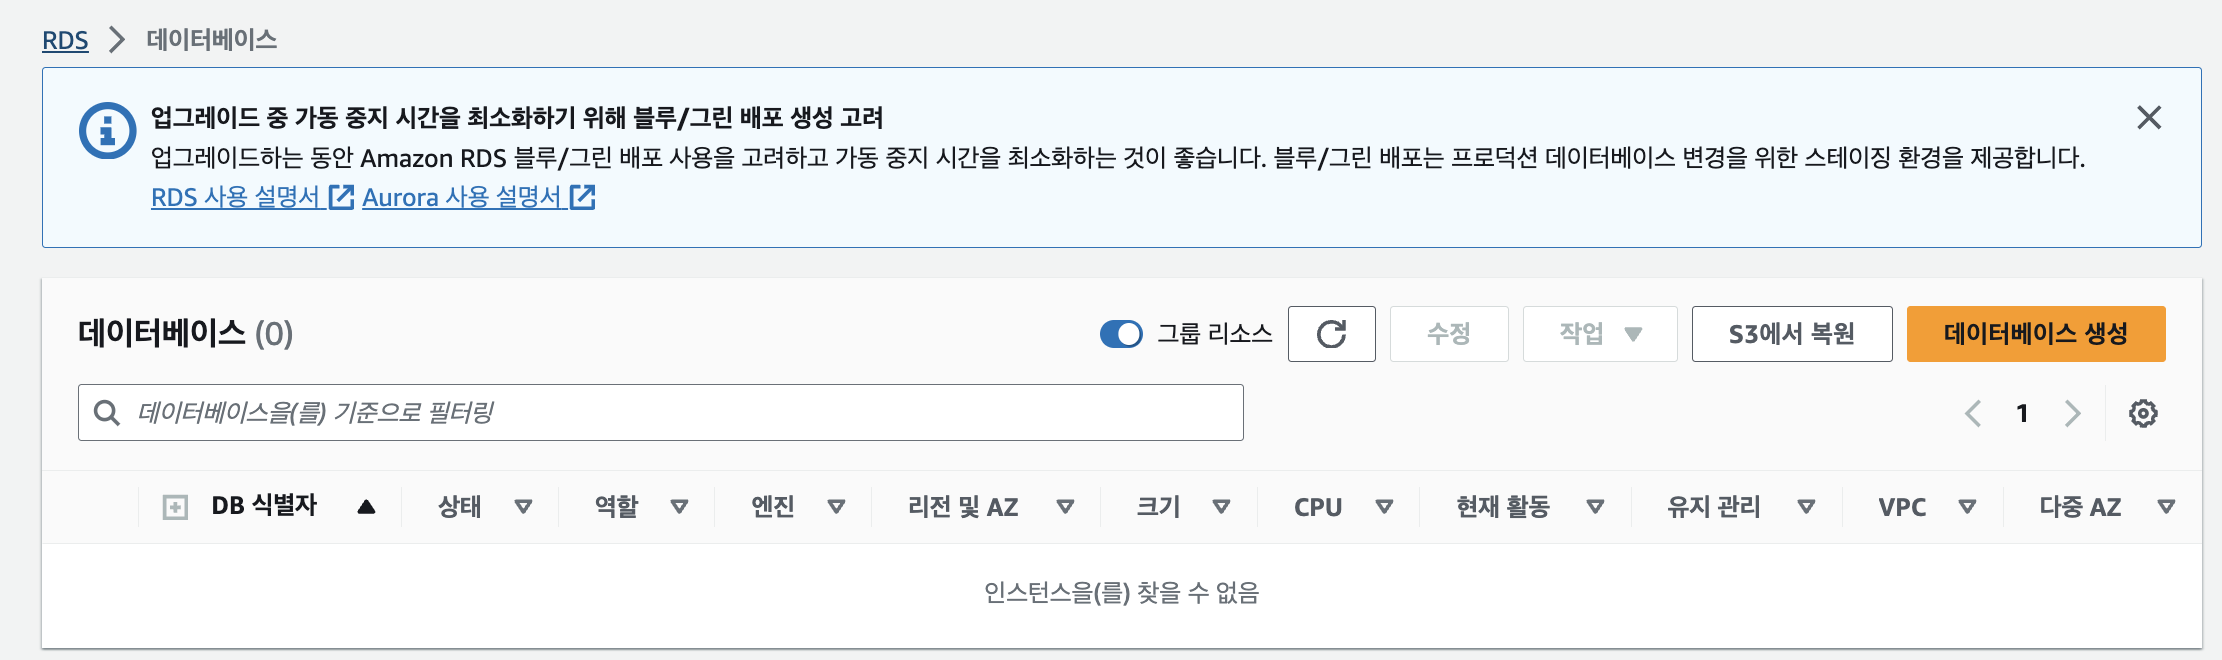 RDS > 데이터베이스
업그레이드 중 가동 중지 시간을 최소화하기 위해 블루/그린 배포 생성 고려
업그레이드하는 동안 Amazon RDS 블루/그린 배포 사용을 고려하고 가동 중지 시간을 최소화하는 것이 좋습니다. 블루/그린 배포는 프로덕션 데이터베이스 변경을 위한 스테이징 환경을 제공합니다.
RDS 사용 설명서 Aurora 사용 설명서
데이터베이스 (0) 그룹 리소스 수정 작업 S3에서 복원 데이터베이스 생성
데이터베이스을(를) 기준으로 필터링 1
DB 식별자 상태 역할 엔진 리전 및 AZ 크기 CPU 현재 활동 유지 관리 VPC 다중 AZ
인스턴스을(를) 찾을 수 없음